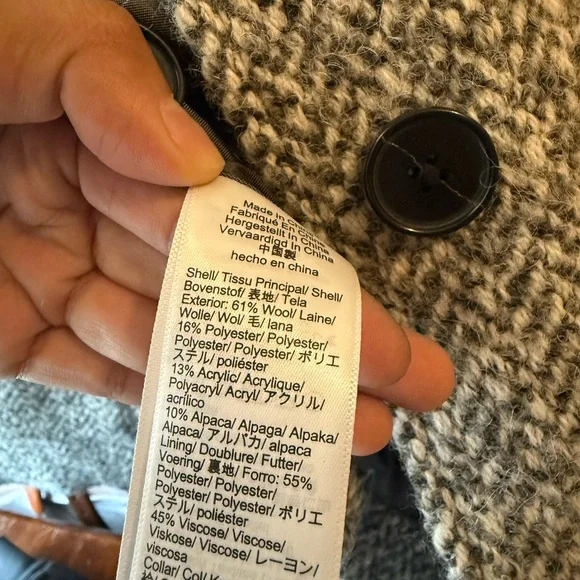 Made in
Fabriqué En China
Hergestellt In China
Vervaardigd In China
中国製
hecho en china
Shell/ Tissu Principal/ Shell/
Bovenstof/ 表地/ Tela
Exterior: 61% Wool/ Laine/
Wolle/ Wol/ 毛/ lana
16% Polyester/ Polyester/
Polyester/ Polyester/ ポリエ
ステル/ poliéster
13% Acrylic/ Acrylique/
Polyacryl/ Acryl/ アクリル/
acrílico
10% Alpaca/ Alpaga/ Alpaka/
Alpaca/ アルパカ/ alpaca
Lining/ Doublure/ Futter/
Voering/ 裏地/ Forro: 55%
Polyester/ Polyester/
Polyester/ Polyester/ ポリエ
ステル/ poliéster
45% Viscose/ Viscose/
Viskose/ Viscose/ レーヨン/
viscosa
Collar/ Col/